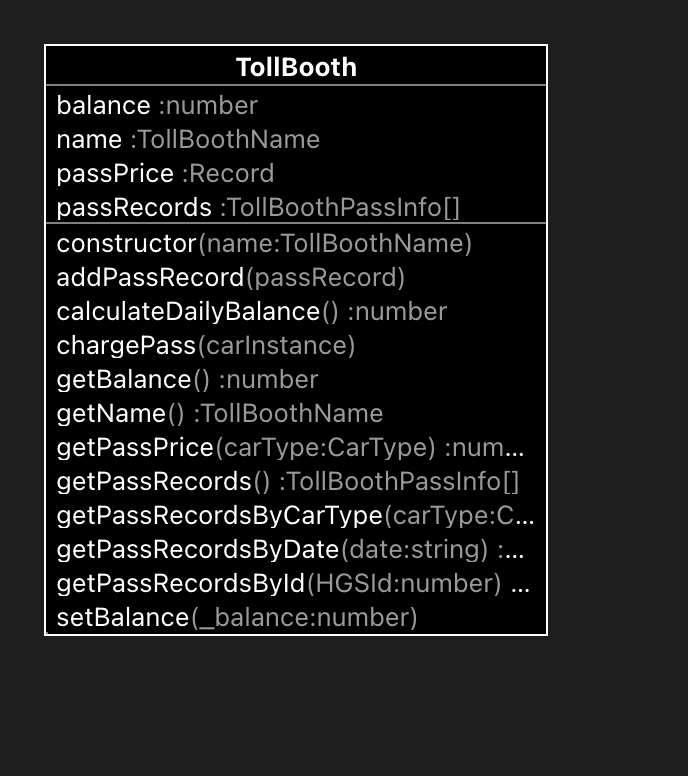 TollBooth
balance :number
name :TollBoothName
passPrice :Record
passRecords :TollBoothPassInfo[]
constructor(name:TollBoothName)
addPassRecord(passRecord)
calculateDailyBalance() :number
chargePass(carInstance)
getBalance() :number
getName() :TollBoothName
getPassPrice(carType:CarType) :num...
getPassRecords() :TollBoothPassInfo[]
getPassRecordsByCarType(carType:C...
getPassRecordsByDate(date:string) :...
getPassRecordsById(HGSId:number) ...
setBalance(_balance:number)